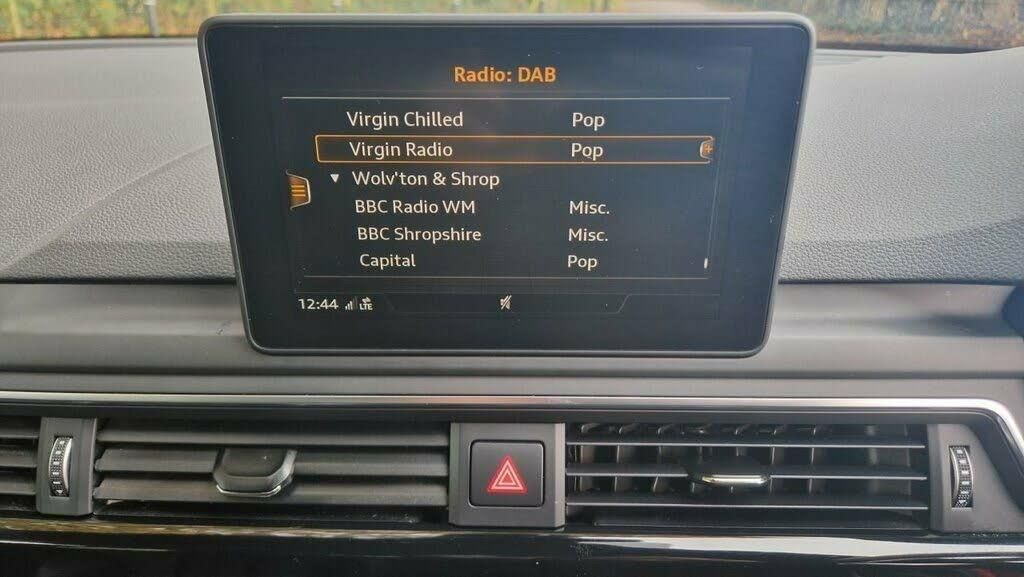 Radio: DAB
Virgin Chilled Pop
Virgin Radio Pop
Wolv'ton & Shrop
BBC Radio WM Misc.
BBC Shropshire Misc.
Capital Pop
12:44 LTE